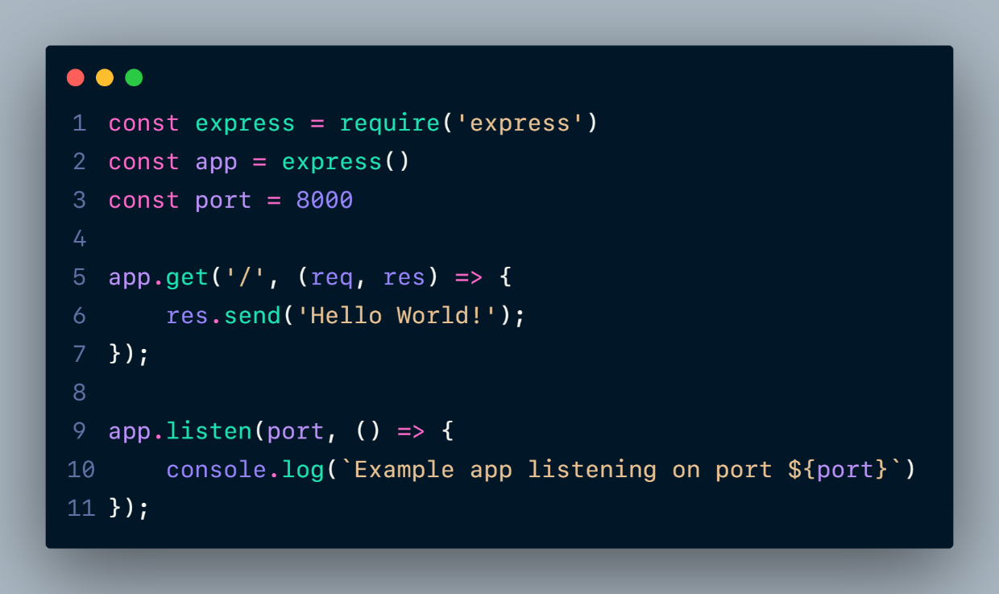 1 const express = require('express')
2 const app = express()
3 const port = 8000
4
5 app.get('/', (req, res) => {
6     res.send('Hello World!');
7 });
8
9 app.listen(port, () => {
10     console.log(`Example app listening on port ${port}`)
11 });